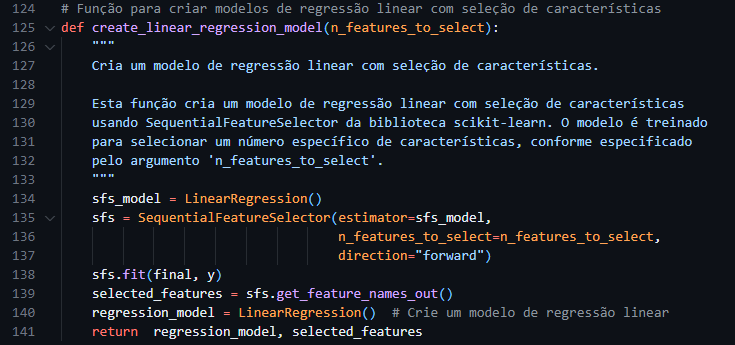 124 # Função para criar modelos de regressão linear com seleção de características
125 def create_linear_regression_model(n_features_to_select):
126     """
127     Cria um modelo de regressão linear com seleção de características.
128
129     Esta função cria um modelo de regressão linear com seleção de características
130     usando SequentialFeatureSelector da biblioteca scikit-learn. O modelo é treinado
131     para selecionar um número específico de características, conforme especificado
132     pelo argumento 'n_features_to_select'.
133     """
134     sfs_model = LinearRegression()
135     sfs = SequentialFeatureSelector(estimator=sfs_model,
136                                     n_features_to_select=n_features_to_select,
137                                     direction="forward")
138     sfs.fit(final, y)
139     selected_features = sfs.get_feature_names_out()
140     regression_model = LinearRegression()  # Crie um modelo de regressão linear
141     return  regression_model, selected_features